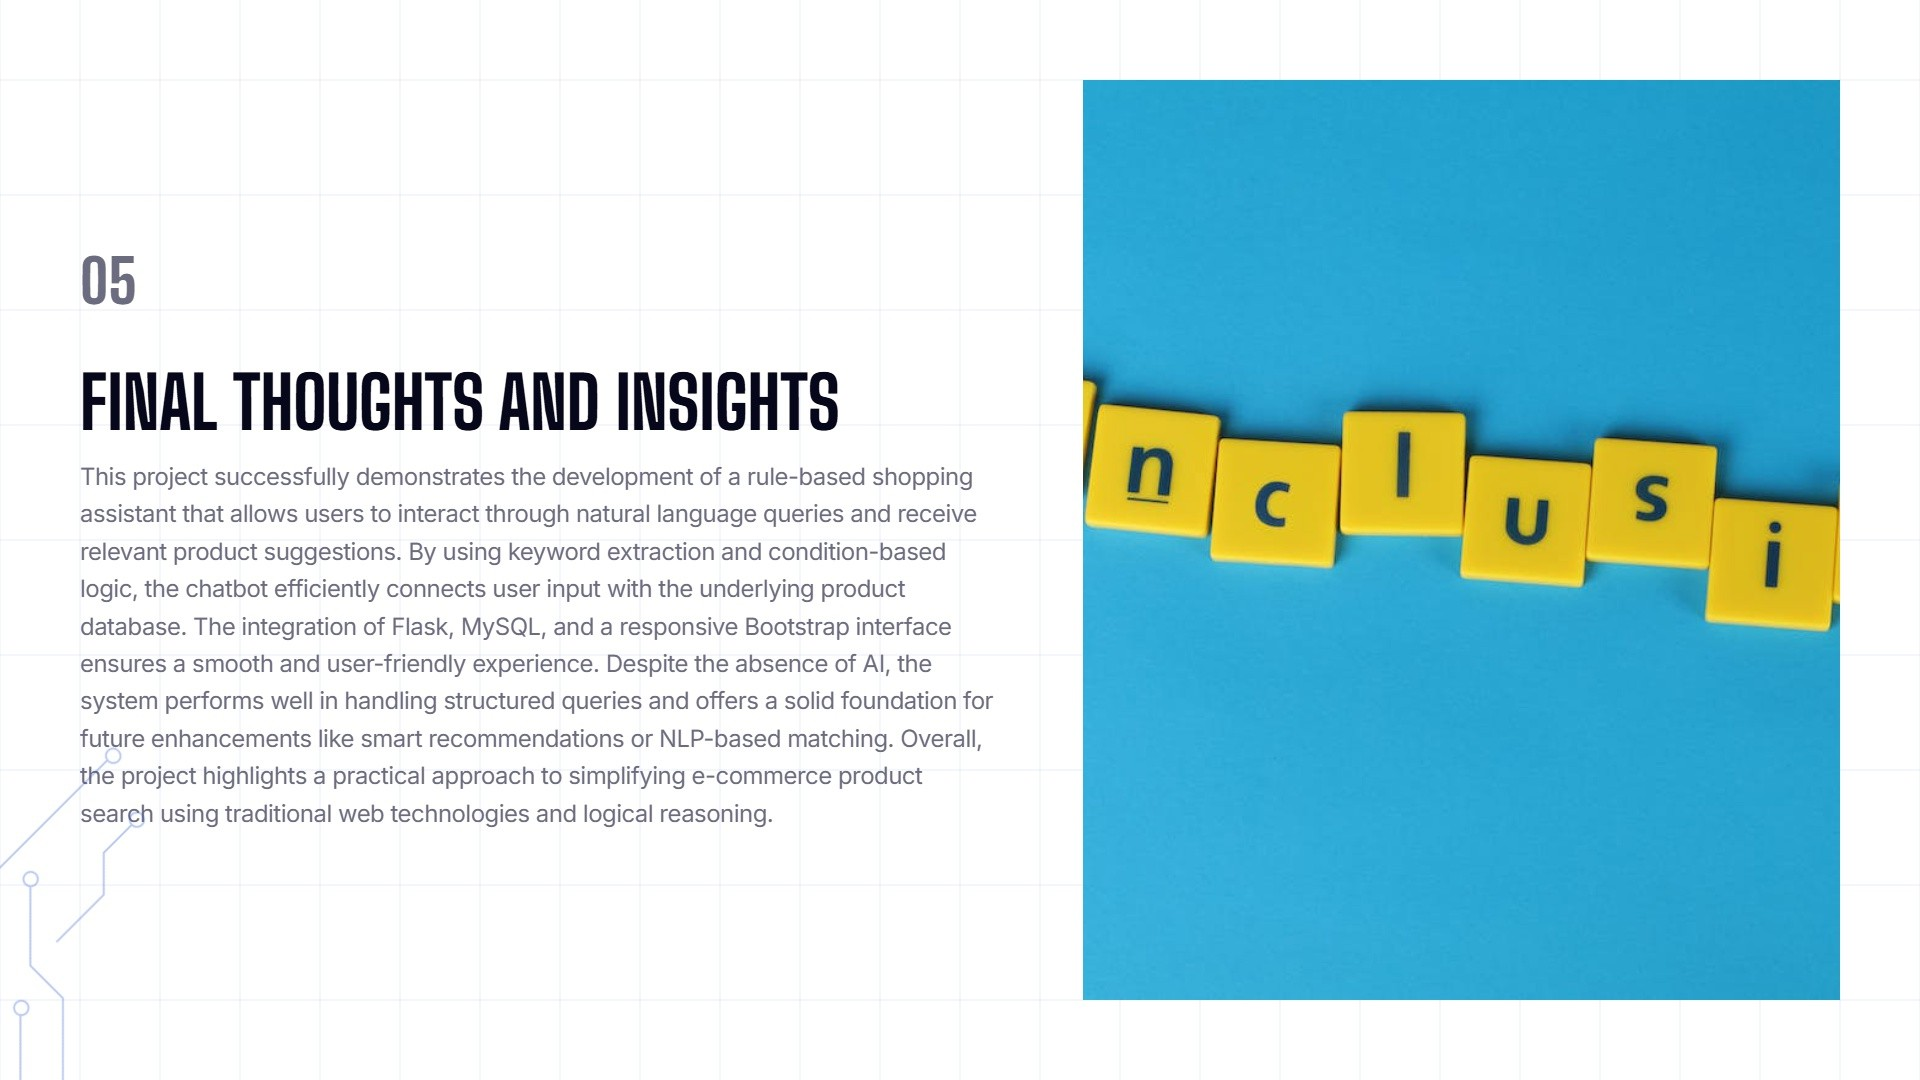 05
FINAL THOUGHTS AND INSIGHTS
This project successfully demonstrates the development of a rule-based shopping
assistant that allows users to interact through natural language queries and receive
relevant product suggestions. By using keyword extraction and condition-based
logic, the chatbot efficiently connects user input with the underlying product
database. The integration of Flask, MySQL, and a responsive Bootstrap interface
ensures a smooth and user-friendly experience. Despite the absence of AI, the
system performs well in handling structured queries and offers a solid foundation for
future enhancements like smart recommendations or NLP-based matching. Overall,
the project highlights a practical approach to simplifying e-commerce product
search using traditional web technologies and logical reasoning.
n c l u s i